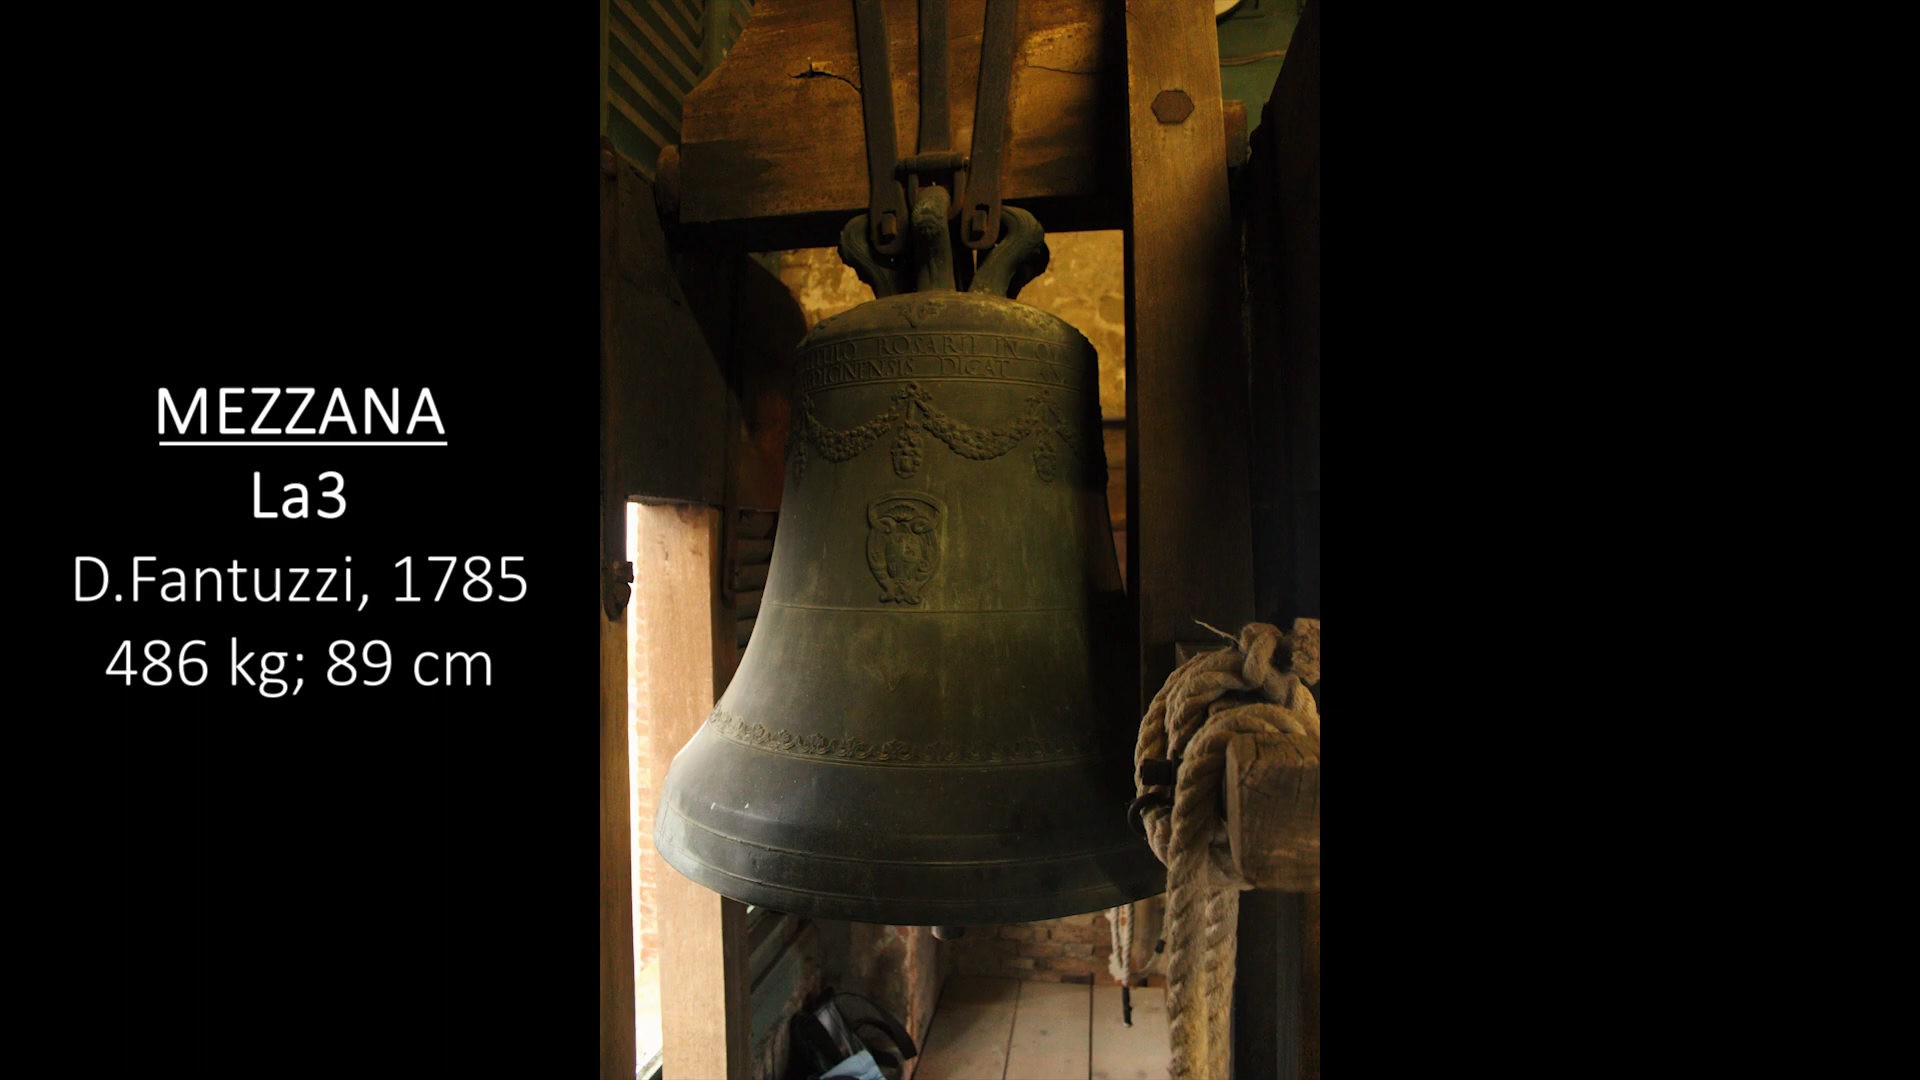 MEZZANA
La3
D.Fantuzzi, 1785
486 kg; 89 cm
ROSARII IN
DICAT